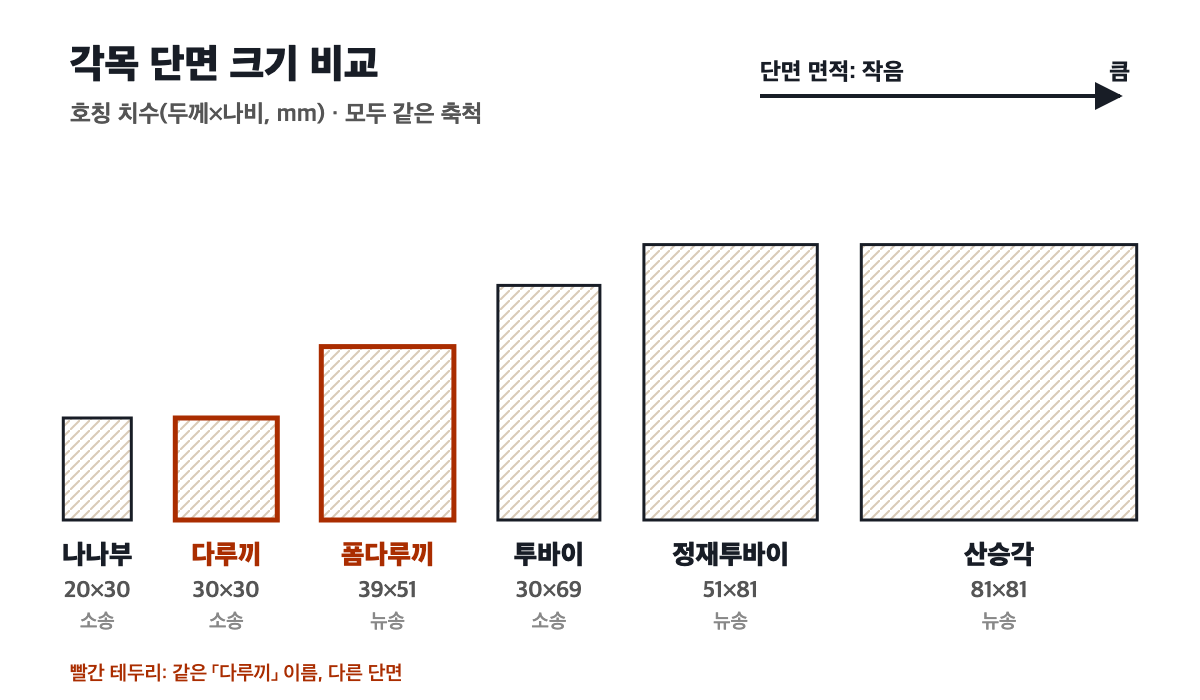 각목 단면 크기 비교
호칭 치수(두께×나비, mm) · 모두 같은 축척
단면 면적: 작음 큼
나나부 다루끼 폼다루끼 투바이 정재투바이 산승각
20×30 30×30 39×51 30×69 51×81 81×81
소송 소송 뉴송 소송 뉴송 뉴송
빨간 테두리: 같은 「다루끼」 이름, 다른 단면